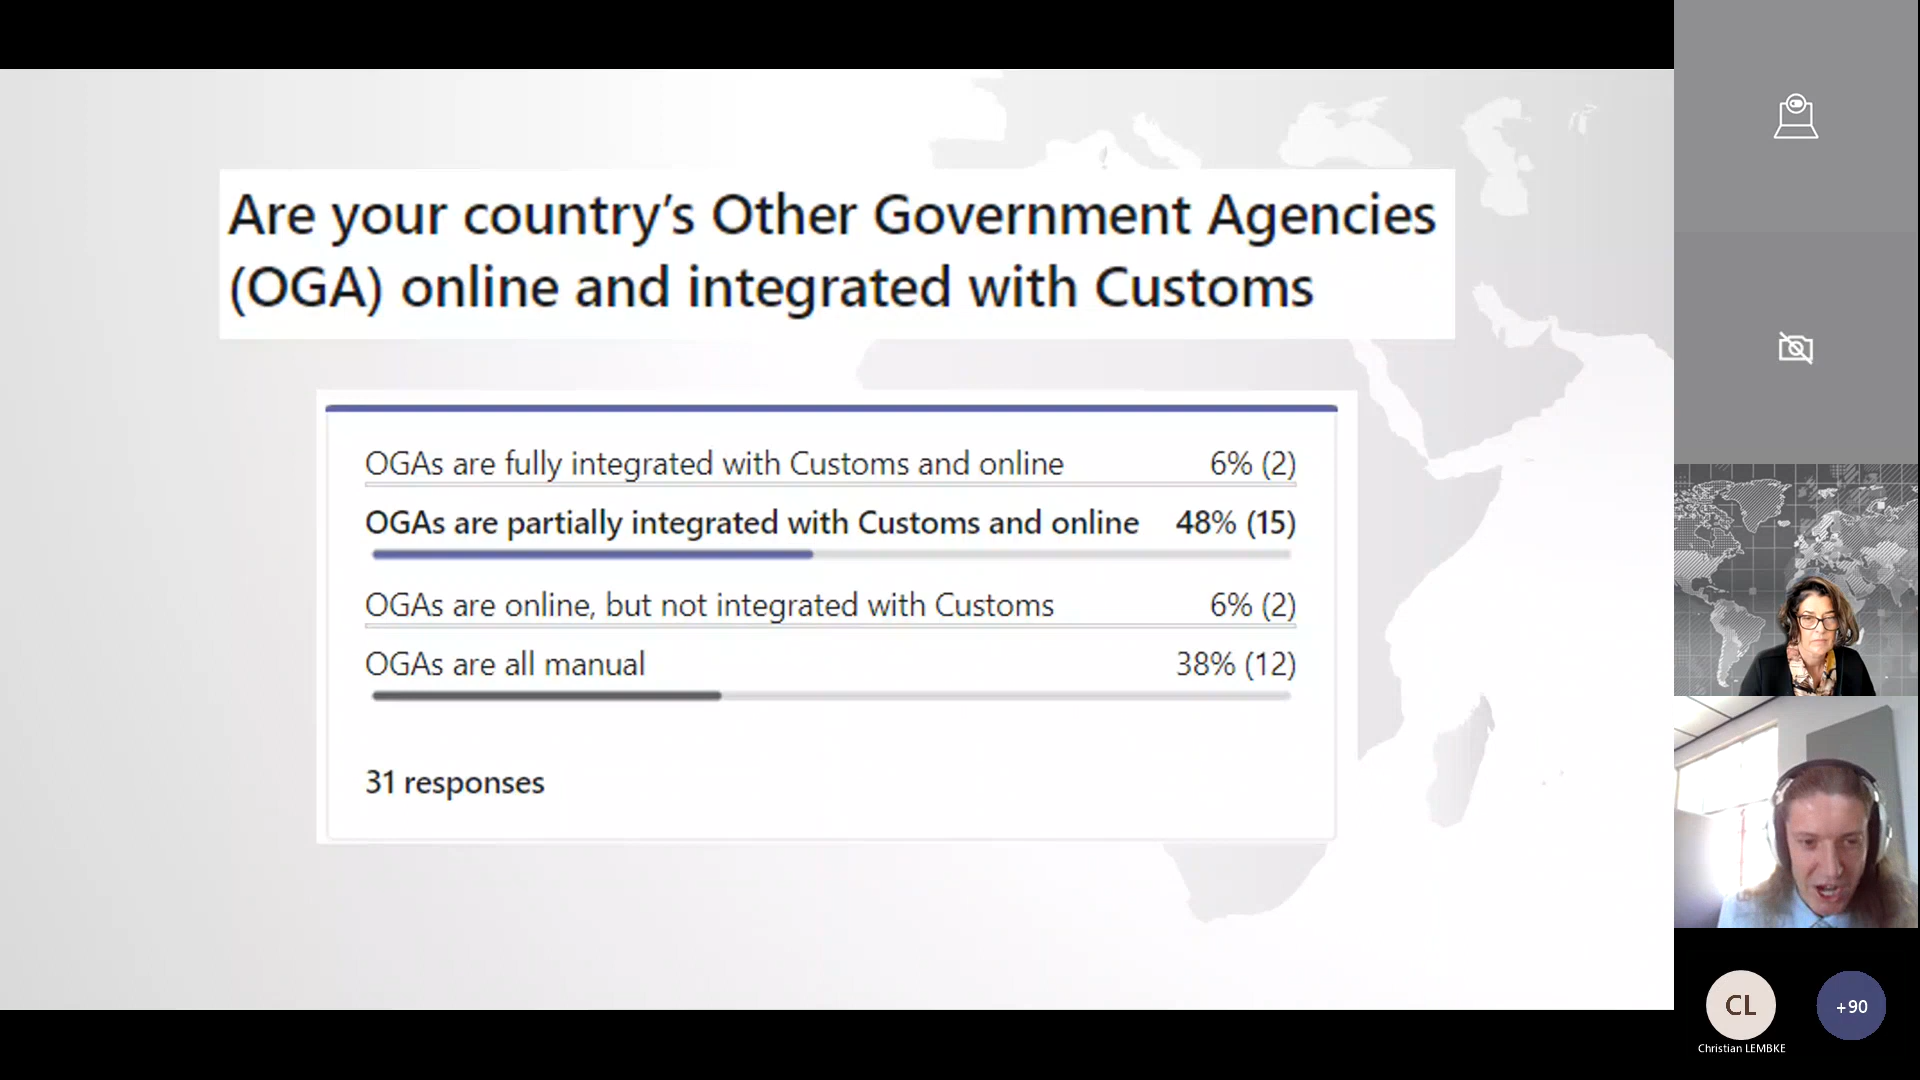 Are your country’s Other Government Agencies
(OGA) online and integrated with Customs
OGAs are fully integrated with Customs and online 6% (2)
OGAs are partially integrated with Customs and online 48% (15)
OGAs are online, but not integrated with Customs 6% (2)
OGAs are all manual 38% (12)
31 responses
CL
+90
Christian LEMBKE